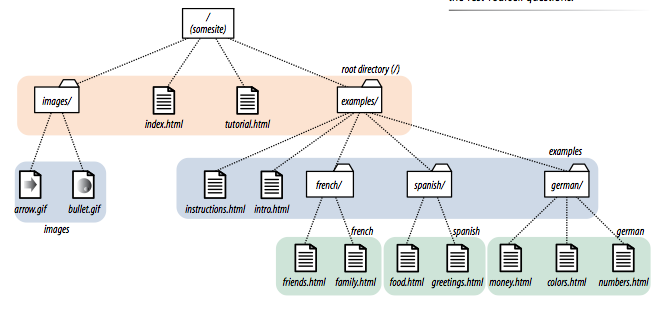 /
(somesite)
root directory (/)
images/
index.html
tutorial.html
examples/
examples
arrow.gif
bullet.gif
images
instructions.html
intro.html
french/
spanish/
german/
french
spanish
german
friends.html
family.html
food.html
greetings.html
money.html
colors.html
numbers.html